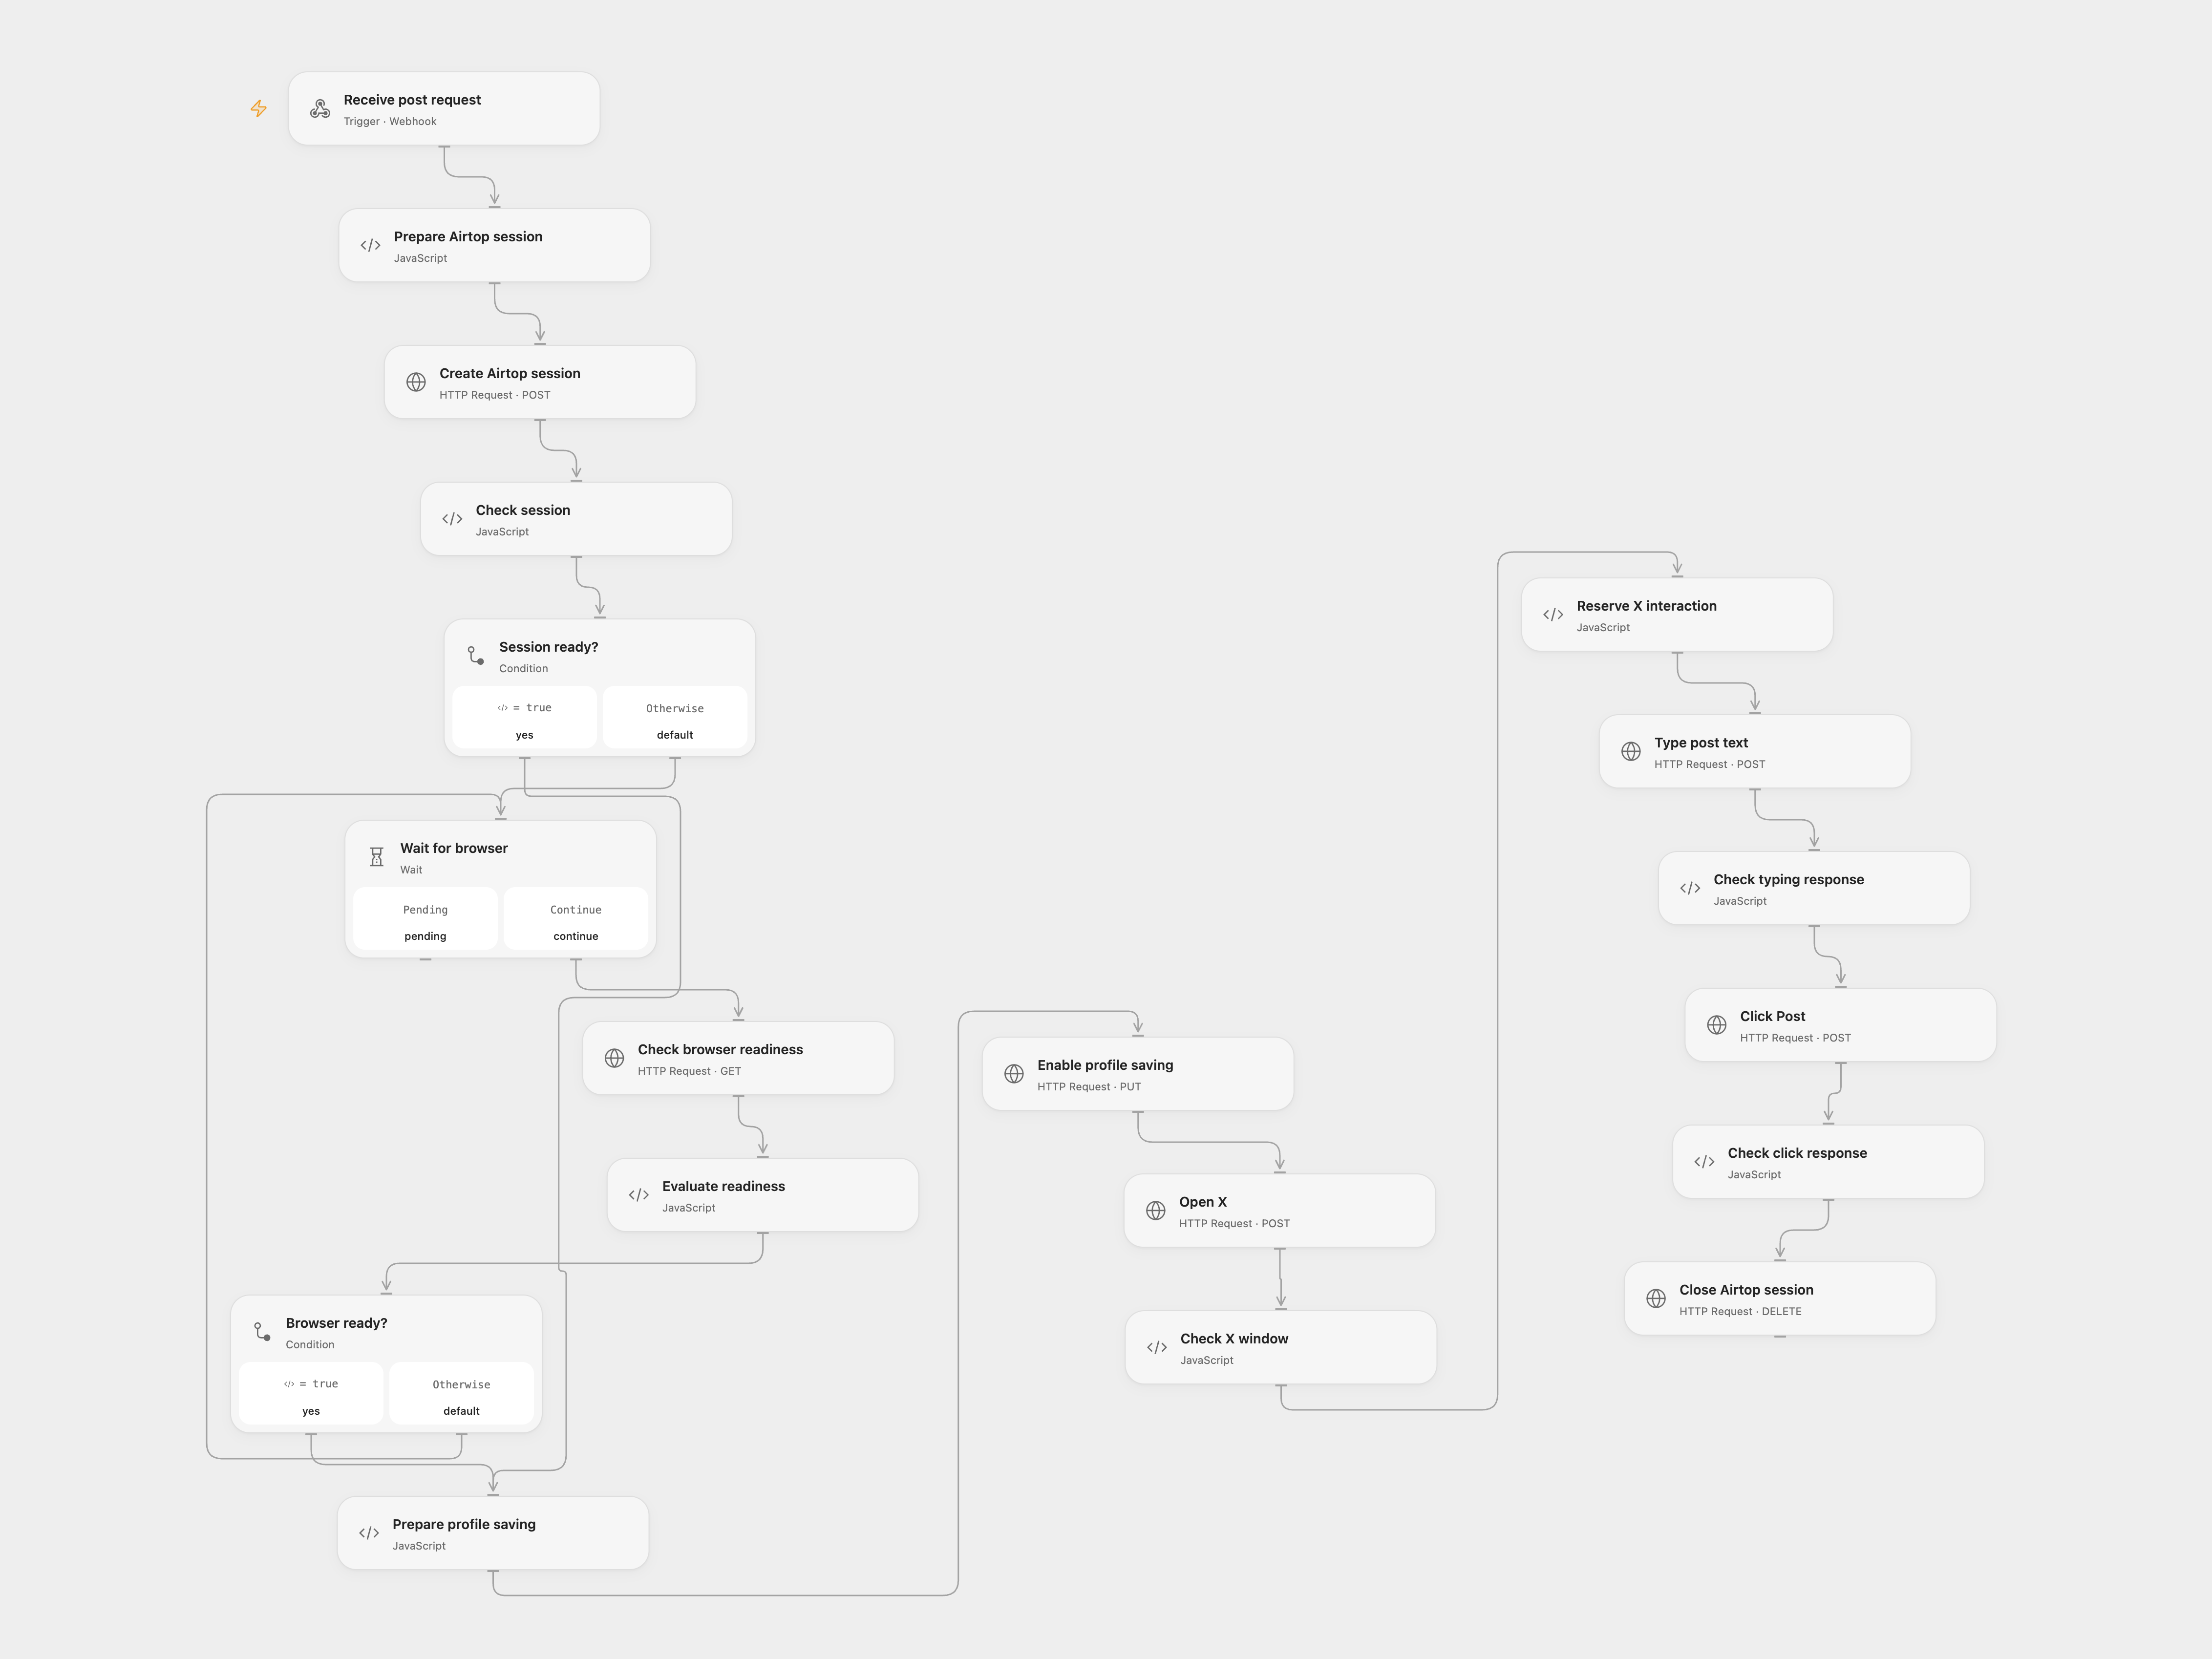 Receive post request
Trigger · Webhook
Prepare Airtop session
JavaScript
Create Airtop session
HTTP Request · POST
Check session
JavaScript
Session ready?
Condition
</> = true
yes
Otherwise
default
Wait for browser
Wait
Pending
pending
Continue
continue
Check browser readiness
HTTP Request · GET
Evaluate readiness
JavaScript
Browser ready?
Condition
</> = true
yes
Otherwise
default
Prepare profile saving
JavaScript
Enable profile saving
HTTP Request · PUT
Open X
HTTP Request · POST
Check X window
JavaScript
Reserve X interaction
JavaScript
Type post text
HTTP Request · POST
Check typing response
JavaScript
Click Post
HTTP Request · POST
Check click response
JavaScript
Close Airtop session
HTTP Request · DELETE